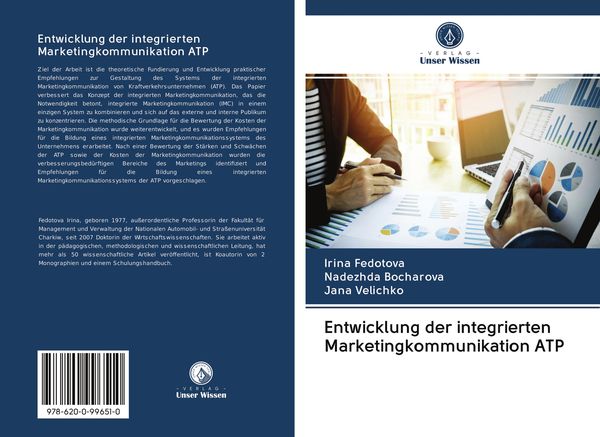 Entwicklung der integrierten
Marketingkommunikation ATP
Ziel der Arbeit ist die theoretische Fundierung und Entwicklung praktischer
Empfehlungen zur Gestaltung des Systems der integrierten
Marketingkommunikation von Kraftverkehrsunternehmen (ATP). Das Papier
verbessert das Konzept der integrierten Marketingkommunikation, das die
Notwendigkeit betont, integrierte Marketingkommunikation (IMC) in einem
einzigen System zu kombinieren und sich auf das externe und interne Publikum
zu konzentrieren. Die methodische Grundlage für die Bewertung der Kosten der
Marketingkommunikation wurde weiterentwickelt, und es wurden Empfehlungen
für die Bildung eines integrierten Marketingkommunikationssystems des
Unternehmens erarbeitet. Nach einer Bewertung der Stärken und Schwächen
der ATP sowie der Kosten der Marketingkommunikation wurden die
verbesserungsbedürftigen Bereiche des Marketings identifiziert und
Empfehlungen für die Bildung eines integrierten
Marketingkommunikationssystems der ATP vorgeschlagen.
Fedotova Irina, geboren 1977, außerordentliche Professorin der Fakultät für
Management und Verwaltung der Nationalen Automobil- und Straßenuniversität
Charkiw, seit 2007 Doktorin der Wirtschaftswissenschaften. Sie arbeitet aktiv
in der pädagogischen, methodologischen und wissenschaftlichen Leitung, hat
mehr als 50 wissenschaftliche Artikel veröffentlicht, ist Koautorin von 2
Monographien und einem Schulungshandbuch.
978-620-0-99651-0
- VERLAG -
Unser Wissen
- VERLAG -
Unser Wissen
Irina Fedotova
Nadezhda Bocharova
Jana Velichko
Entwicklung der integrierten
Marketingkommunikation ATP